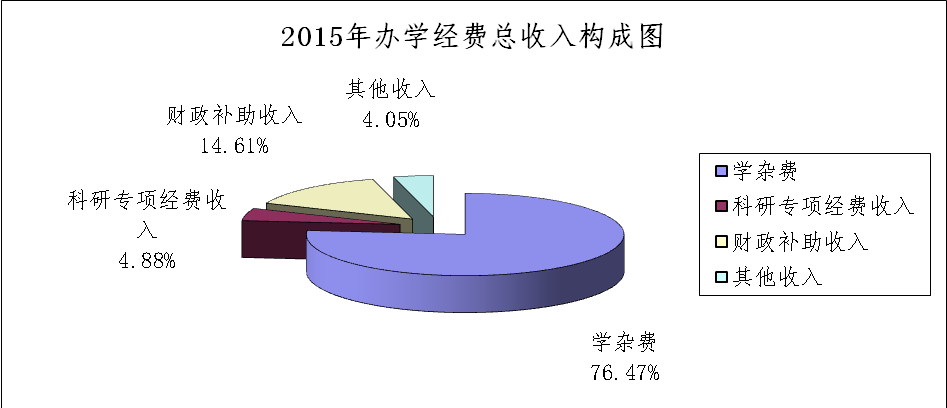 2015年办学经费总收入构成图
其他收入
4.05%
财政补助收入
14.61%
科研专项经费收
入
4.88%
学杂费
76.47%
学杂费
科研专项经费收入
财政补助收入
其他收入